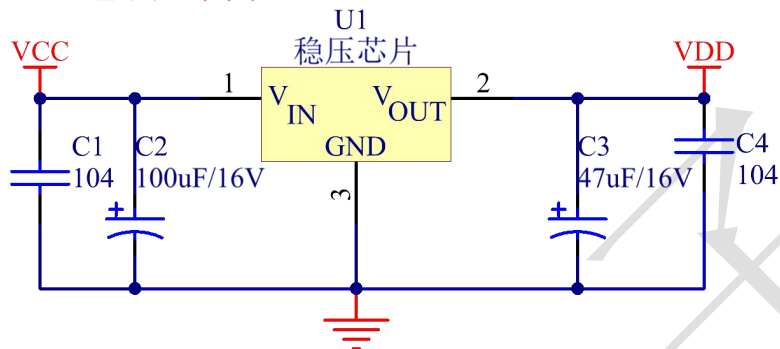 U1
稳压芯片
VCC
VDD
1
VIN
VOUT
2
GND
3
C1
104
C2
100uF/16V
+
C3
47uF/16V
+
C4
104